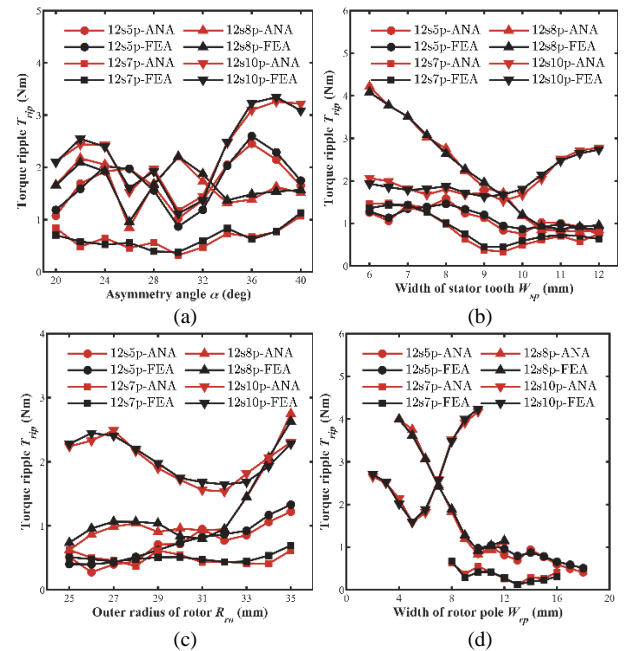 12s5p-ANA 12s8p-ANA
12s5p-FEA 12s8p-FEA
12s7p-ANA 12s10p-ANA
12s7p-FEA 12s10p-FEA
Torque ripple T_rip (Nm)
5
4
3
2
1
0
20 24 28 32 36 40
Asymmetry angle α (deg)
(a)
12s5p-ANA 12s8p-ANA
12s5p-FEA 12s8p-FEA
12s7p-ANA 12s10p-ANA
12s7p-FEA 12s10p-FEA
Torque ripple T_rip (Nm)
6
4
2
0
6 7 8 9 10 11 12
Width of stator tooth W_sp (mm)
(b)
12s5p-ANA 12s8p-ANA
12s5p-FEA 12s8p-FEA
12s7p-ANA 12s10p-ANA
12s7p-FEA 12s10p-FEA
Torque ripple T_rip (Nm)
4
3
2
1
0
25 27 29 31 33 35
Outer radius of rotor R_ro (mm)
(c)
12s5p-ANA 12s8p-ANA
12s5p-FEA 12s8p-FEA
12s7p-ANA 12s10p-ANA
12s7p-FEA 12s10p-FEA
Torque ripple T_rip (Nm)
6
5
4
3
2
1
0
0 4 8 12 16 20
Width of rotor pole W_rp (mm)
(d)